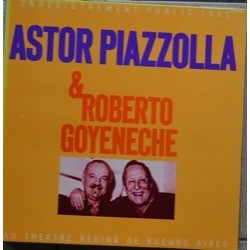 ENREGISTREMENT PUBLIC 1982
ASTOR PIAZZOLLA
& ROBERTO
GOYENECHE
AU THEATRE REGINA DE BUENOS AIRES